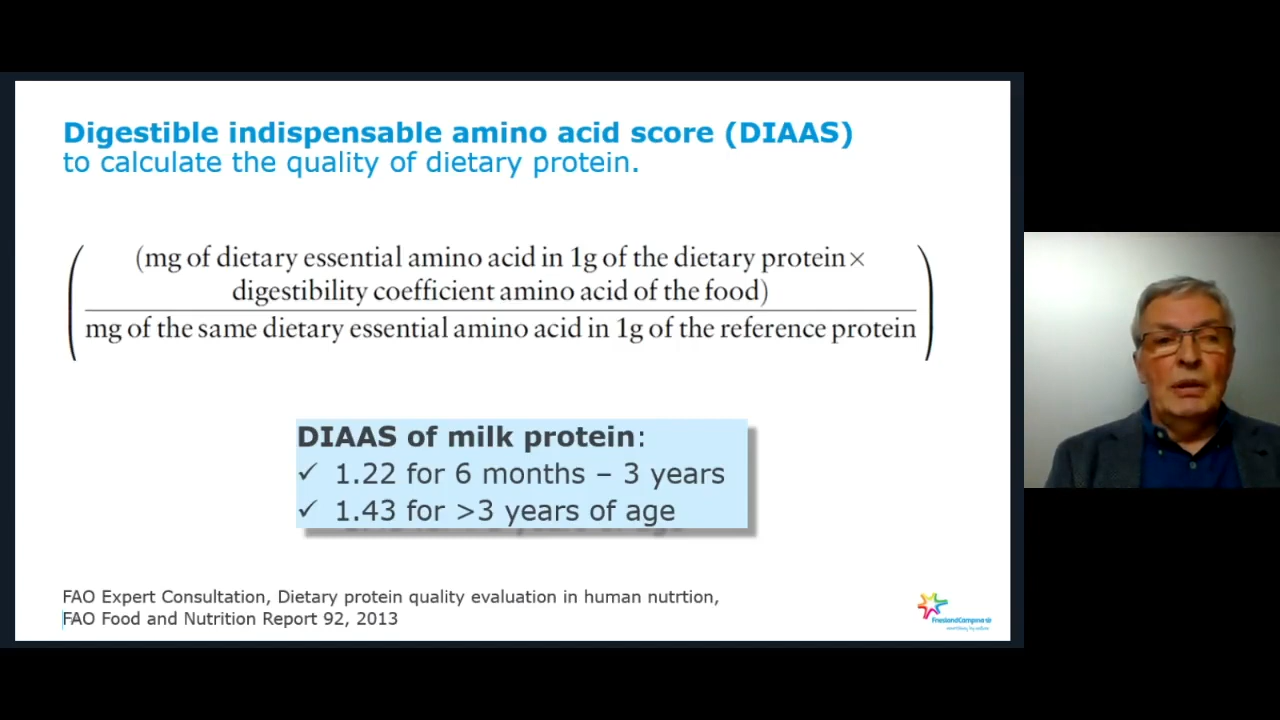 Digestible indispensable amino acid score (DIAAS)
to calculate the quality of dietary protein.
(mg of dietary essential amino acid in 1g of the dietary protein×
digestibility coefficient amino acid of the food)
mg of the same dietary essential amino acid in 1g of the reference protein
DIAAS of milk protein:
✓ 1.22 for 6 months – 3 years
✓ 1.43 for >3 years of age
FAO Expert Consultation, Dietary protein quality evaluation in human nutrtion,
FAO Food and Nutrition Report 92, 2013
FrieslandCampina